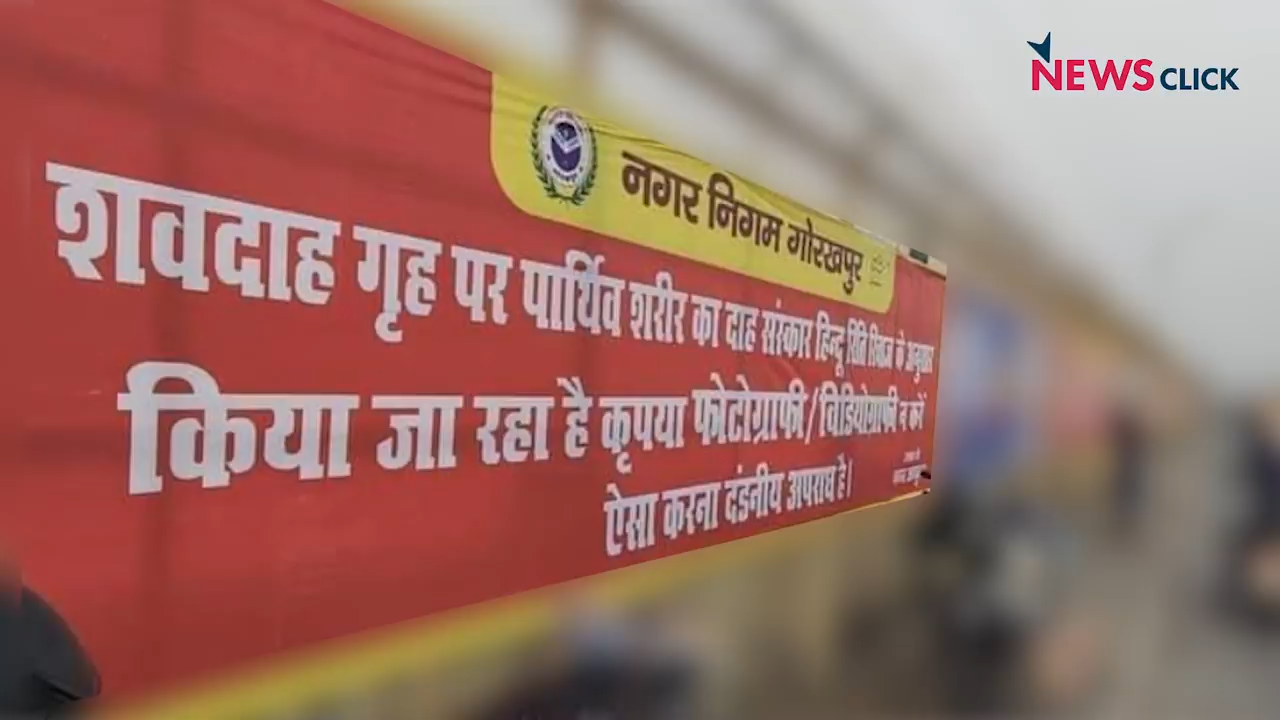 NEWS CLICK
नगर निगम गोरखपुर
शवदाह गृह पर पार्थिव शरीर का दाह संस्कार हिन्दू रिति रिवाज के अनुसार
किया जा रहा है कृपया फोटोग्राफी/विडियोग्राफी न करें
ऐसा करना दंडनीय अपराध है।